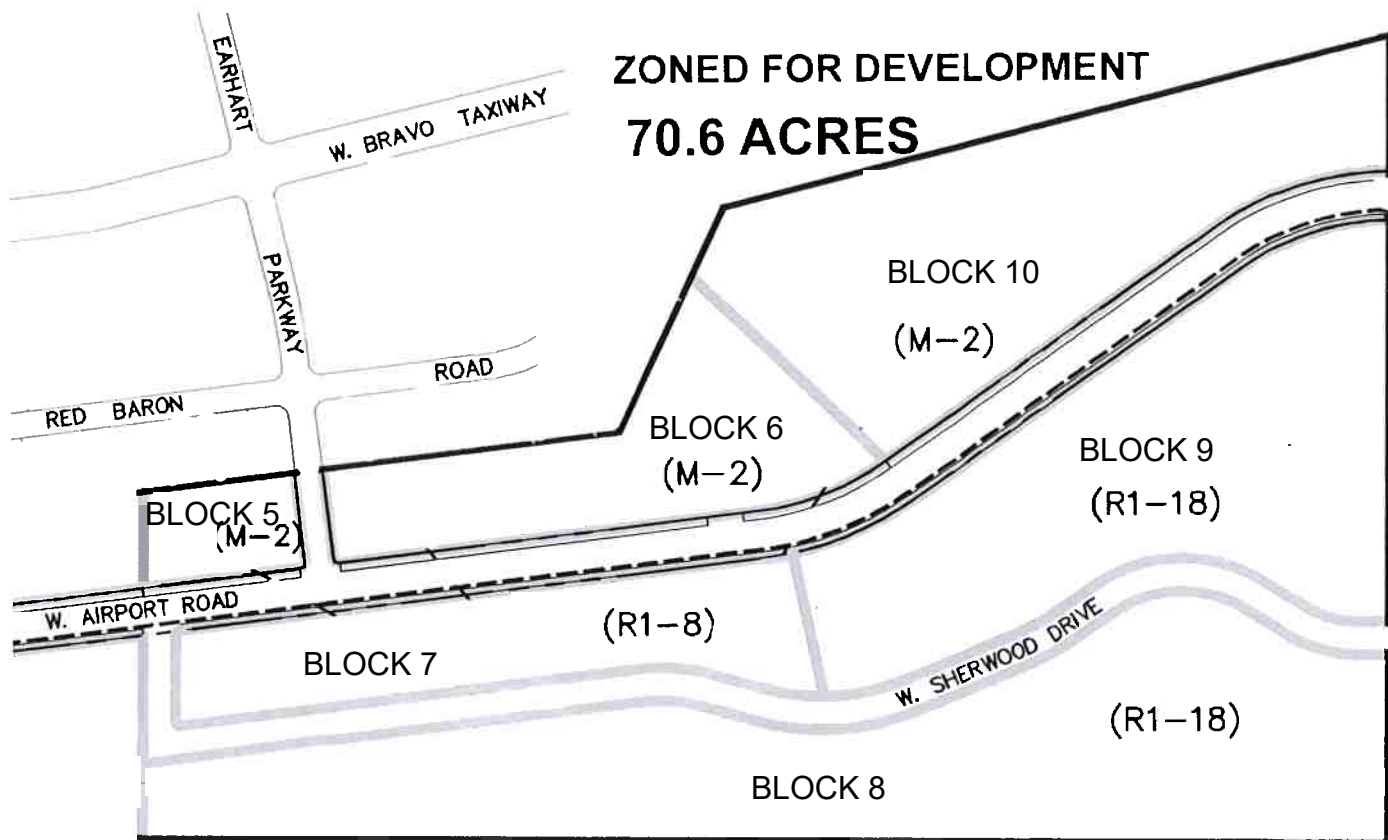 EARHART
PARKWAY
W. BRAVO TAXIWAY
ZONED FOR DEVELOPMENT
70.6 ACRES
RED BARON
ROAD
BLOCK 10
(M-2)
BLOCK 6
(M-2)
BLOCK 9
(R1-18)
BLOCK 5
(M-2)
W. AIRPORT ROAD
(R1-8)
BLOCK 7
W. SHERWOOD DRIVE
(R1-18)
BLOCK 8